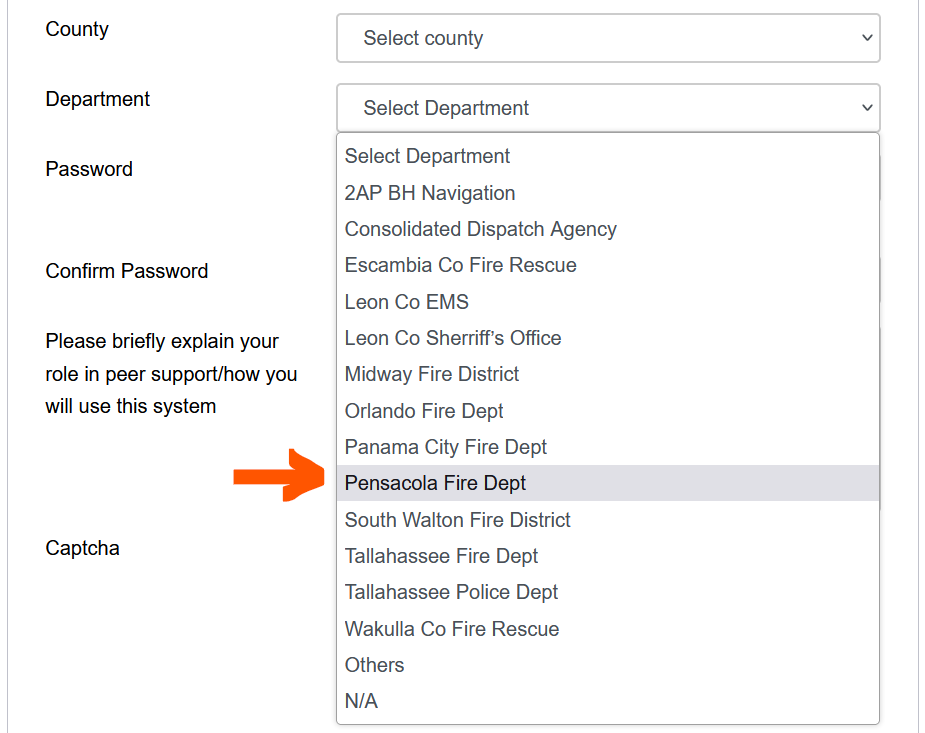 County
Select county
Department
Select Department
Select Department
2AP BH Navigation
Consolidated Dispatch Agency
Escambia Co Fire Rescue
Leon Co EMS
Leon Co Sherriff’s Office
Midway Fire District
Orlando Fire Dept
Panama City Fire Dept
Pensacola Fire Dept
South Walton Fire District
Tallahassee Fire Dept
Tallahassee Police Dept
Wakulla Co Fire Rescue
Others
N/A
Password
Confirm Password
Please briefly explain your
role in peer support/how you
will use this system
Captcha